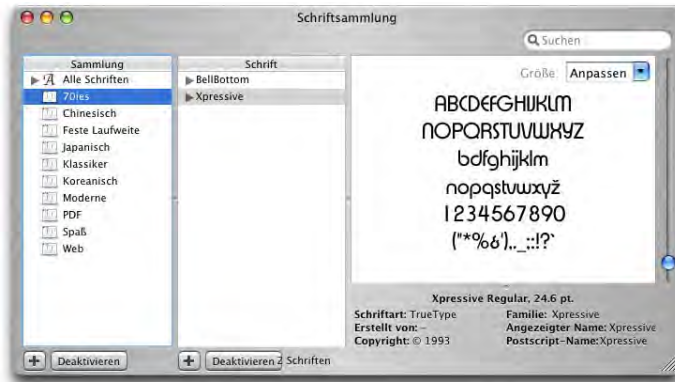 Schriftsammlung
Suchen
Sammlung
Alle Schriften
70ies
Chinesisch
Feste Laufweite
Japanisch
Klassiker
Koreanisch
Moderne
PDF
Spaß
Web
Schrift
BellBottom
Xpressive
Größe: Anpassen
ABCDEFGHIJKLM
NOPQRSTUVWXYZ
bdfghijklm
nopqstuwxyž
1234567890
("*%&'),._:;!?`
Xpressive Regular, 24.6 pt.
Schriftart: TrueType
Erstellt von: –
Copyright: © 1993
Familie: Xpressive
Angezeigter Name: Xpressive
Postscript-Name: Xpressive
+ Deaktivieren
+ Deaktivieren 2 Schriften